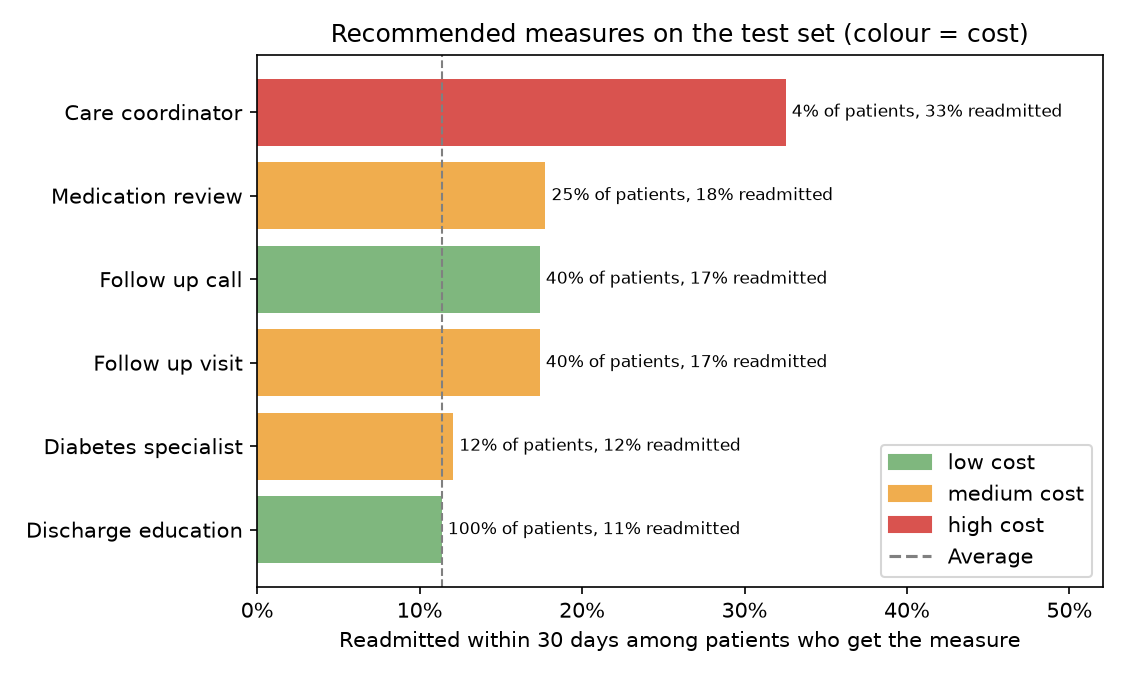 Recommended measures on the test set (colour = cost)
Care coordinator
4% of patients, 33% readmitted
Medication review
25% of patients, 18% readmitted
Follow up call
40% of patients, 17% readmitted
Follow up visit
40% of patients, 17% readmitted
Diabetes specialist
12% of patients, 12% readmitted
Discharge education
100% of patients, 11% readmitted
low cost
medium cost
high cost
Average
0% 10% 20% 30% 40% 50%
Readmitted within 30 days among patients who get the measure